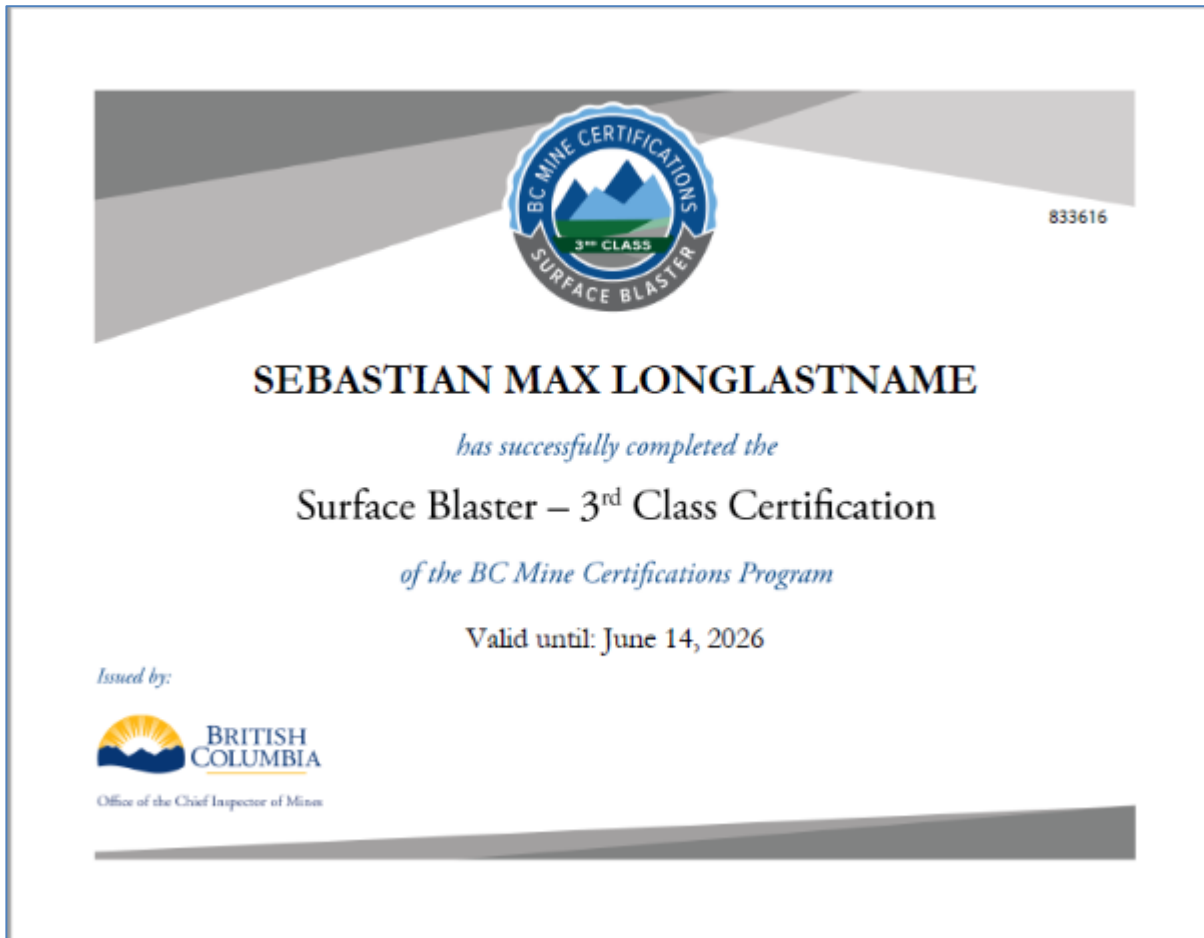 BC MINE CERTIFICATIONS
3RD CLASS
SURFACE BLASTER
833616
SEBASTIAN MAX LONGLASTNAME
has successfully completed the
Surface Blaster – 3rd Class Certification
of the BC Mine Certifications Program
Valid until: June 14, 2026
Issued by:
BRITISH
COLUMBIA
Office of the Chief Inspector of Mines